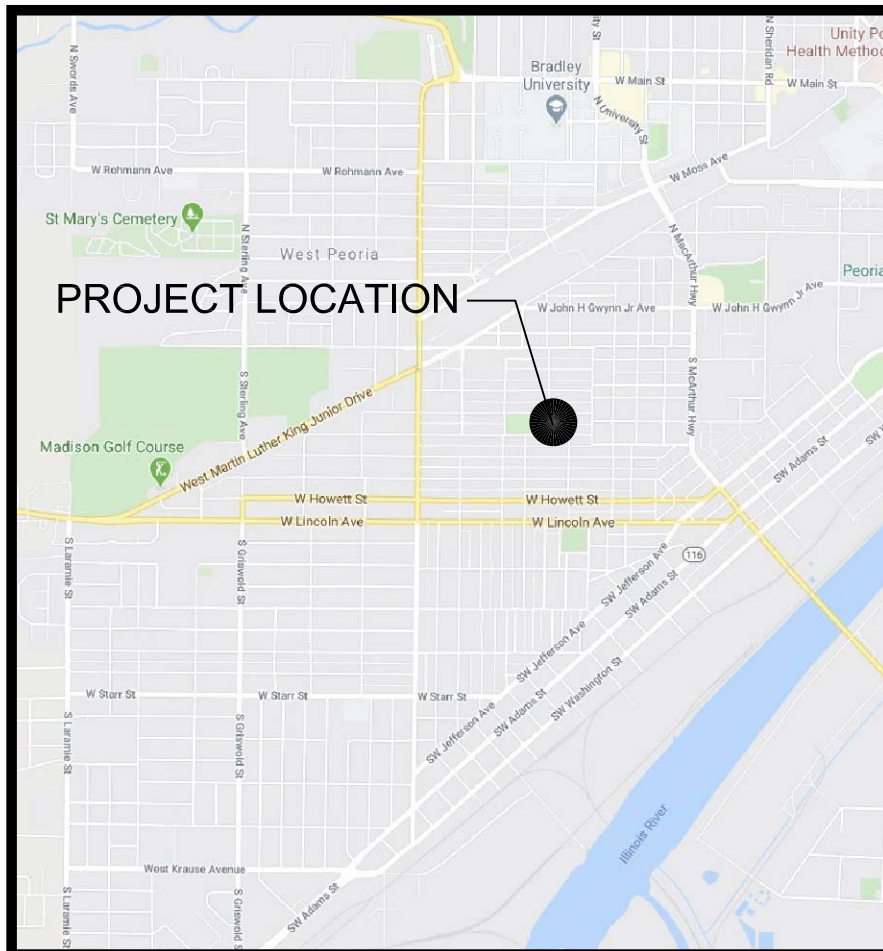 Unity Po
Health Methoc
N Swords Ave
ity St
N Sheridan Rd
Bradley
University
W Main St
W Main St
N University St
W Moss Ave
W Rohmann Ave
W Rohmann Ave
St Mary's Cemetery
N Sterling Ave
West Peoria
N MacArthur Hwy
Peoria
PROJECT LOCATION
W John H Gwynn Jr Ave
W John H Gwynn Jr Ave
S Sterling Ave
S McArthur Hwy
West Martin Luther King Junior Drive
Madison Golf Course
SW Adams St
W Howett St
W Howett St
W Lincoln Ave
W Lincoln Ave
S Laramie St
S Griswold St
116
SW Jefferson Ave
SW Adams St
SW Jefferson Ave
SW Washington St
W Starr St
W Starr St
W Starr St
SW Adams St
SW Jefferson Ave
S Laramie St
S Griswold St
Illinois River
West Krause Avenue
S Laramie St
S Griswold St
SW Adams St